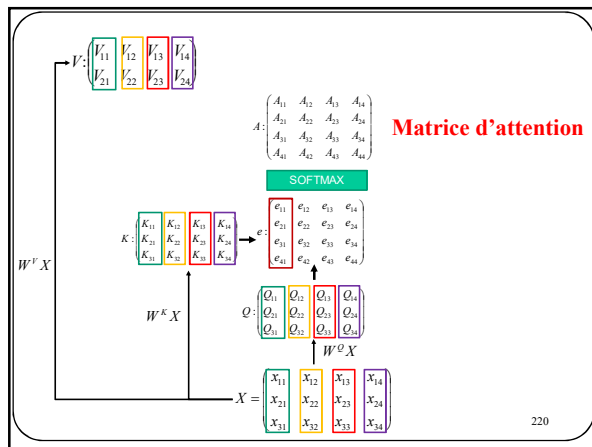 V: ( V11 V12 V13 V14
V21 V22 V23 V24 )
A: ( A11 A12 A13 A14
A21 A22 A23 A24
A31 A32 A33 A34
A41 A42 A43 A44 )
Matrice d'attention
SOFTMAX
K: ( K11 K12 K13 K14
K21 K22 K23 K24
K31 K32 K33 K34 )
e: ( e11 e12 e13 e14
e21 e22 e23 e24
e31 e32 e33 e34
e41 e42 e43 e44 )
W^V X
W^K X
Q: ( Q11 Q12 Q13 Q14
Q21 Q22 Q23 Q24
Q31 Q32 Q33 Q34 )
W^Q X
X = ( x11 x12 x13 x14
x21 x22 x23 x24
x31 x32 x33 x34 )
220